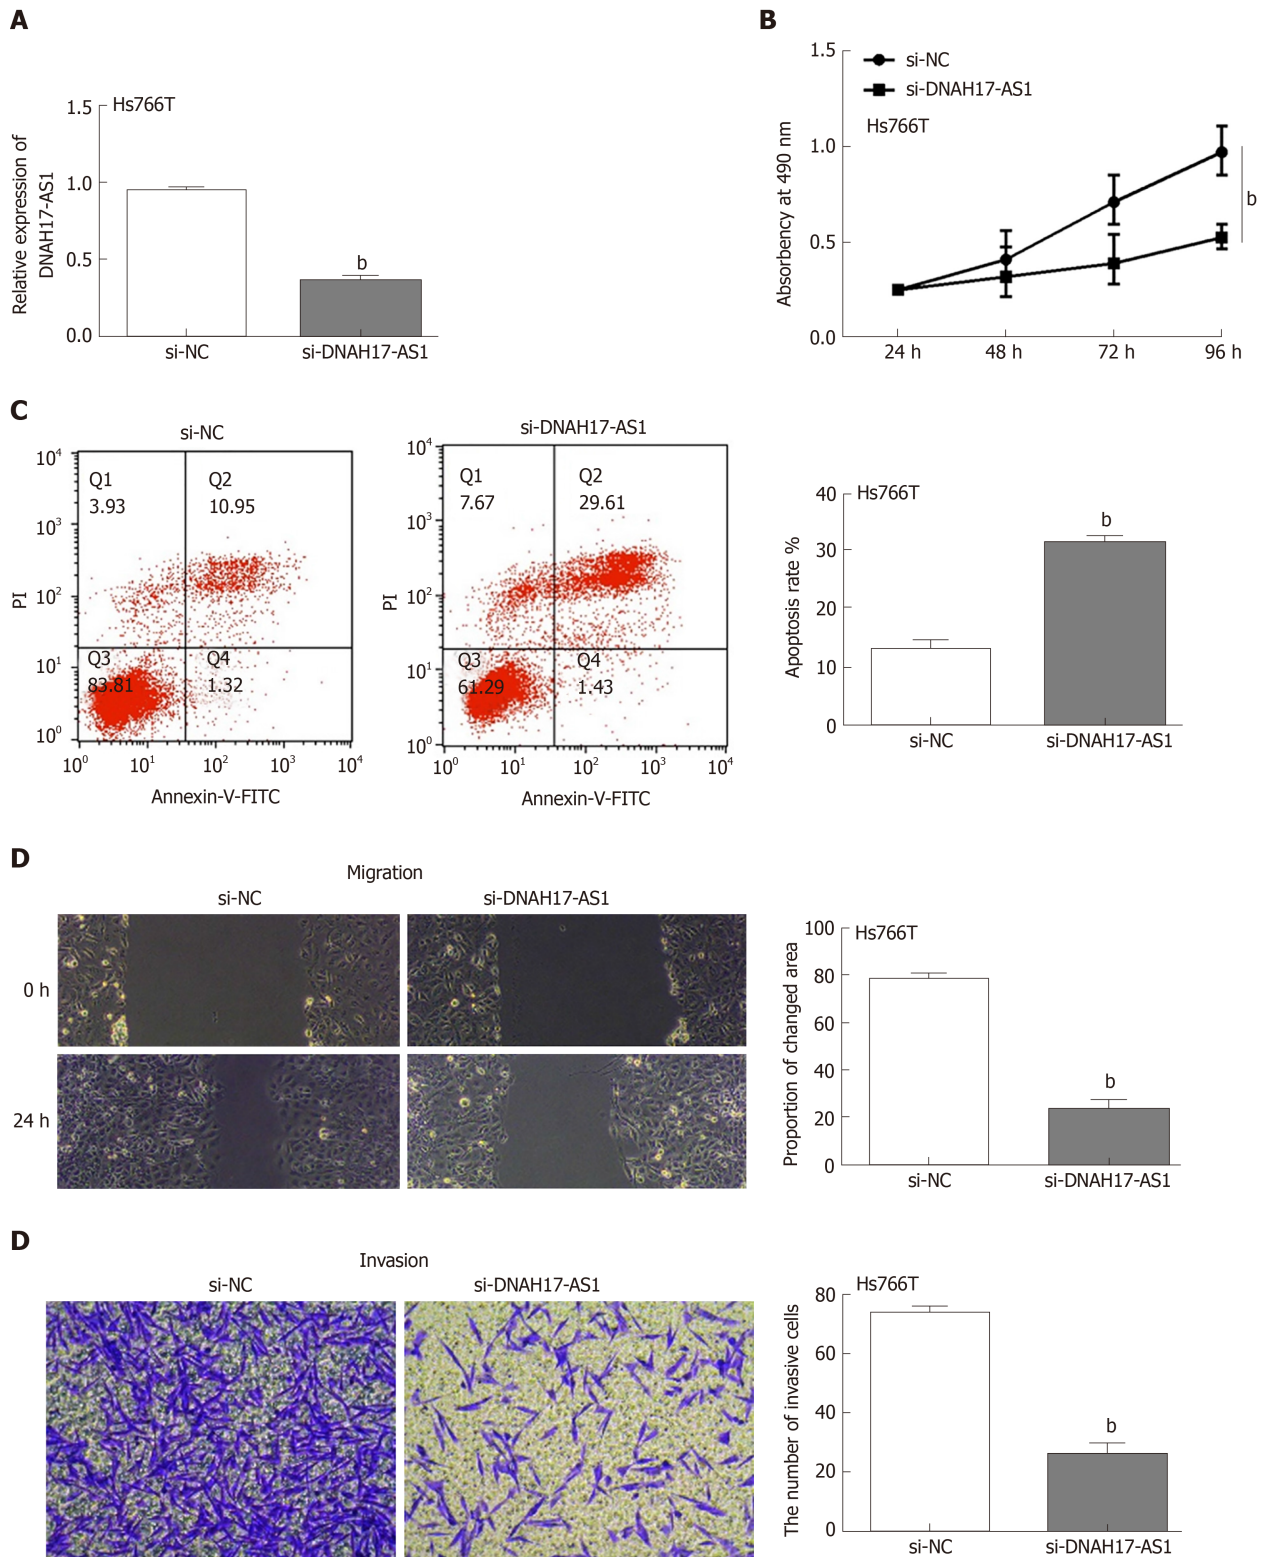 A
Hs766T
Relative expression of
DNAH17-AS1
1.5
1.0
0.5
0.0
b
si-NC
si-DNAH17-AS1
B
si-NC
si-DNAH17-AS1
Hs766T
Absorbency at 490 nm
1.5
1.0
0.5
0.0
b
24 h
48 h
72 h
96 h
C
si-NC
PI
10⁴
10³
10²
10¹
10⁰
Q1
3.93
Q2
10.95
Q3
83.81
Q4
1.32
10⁰
10¹
10²
10³
10⁴
Annexin-V-FITC
si-DNAH17-AS1
PI
10⁴
10³
10²
10¹
10⁰
Q1
7.67
Q2
29.61
Q3
61.29
Q4
1.43
10⁰
10¹
10²
10³
10⁴
Annexin-V-FITC
Hs766T
Apoptosis rate %
40
30
20
10
0
b
si-NC
si-DNAH17-AS1
D
Migration
si-NC
si-DNAH17-AS1
0 h
24 h
Hs766T
Proportion of changed area
100
80
60
40
20
0
b
si-NC
si-DNAH17-AS1
D
Invasion
si-NC
si-DNAH17-AS1
Hs766T
The number of invasive cells
80
60
40
20
0
b
si-NC
si-DNAH17-AS1